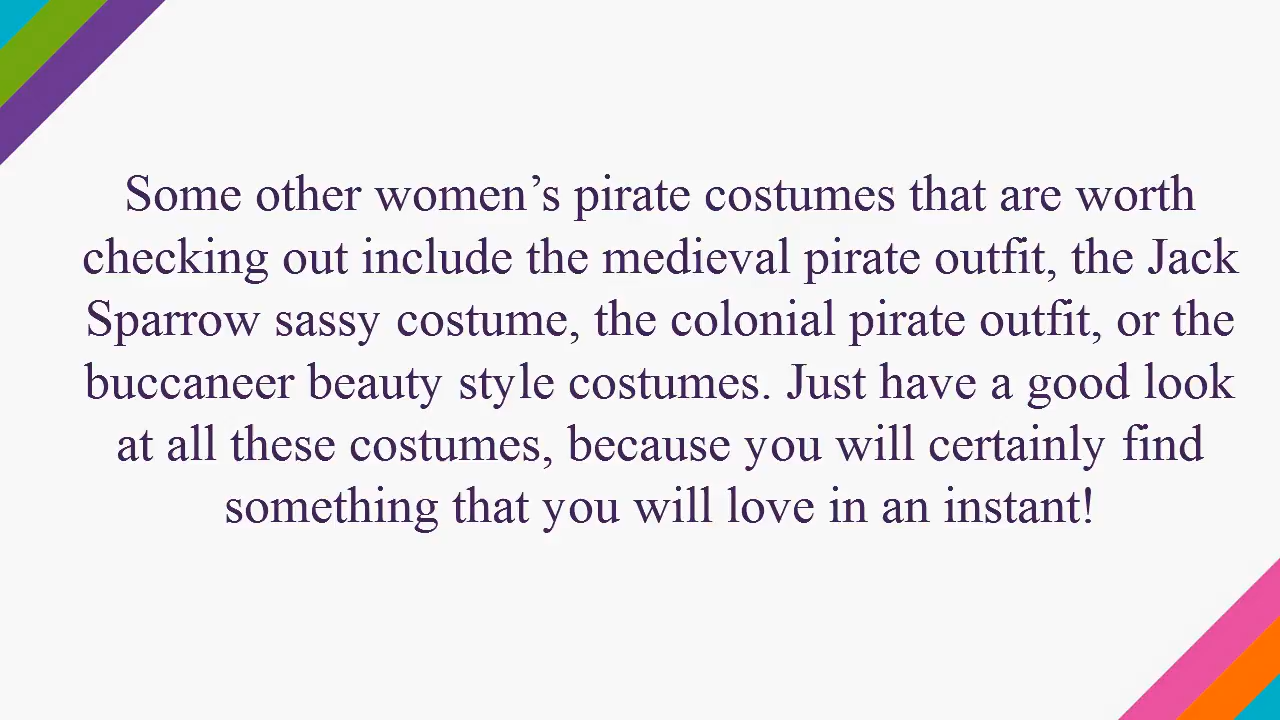 Some other women’s pirate costumes that are worth
checking out include the medieval pirate outfit, the Jack
Sparrow sassy costume, the colonial pirate outfit, or the
buccaneer beauty style costumes. Just have a good look
at all these costumes, because you will certainly find
something that you will love in an instant!